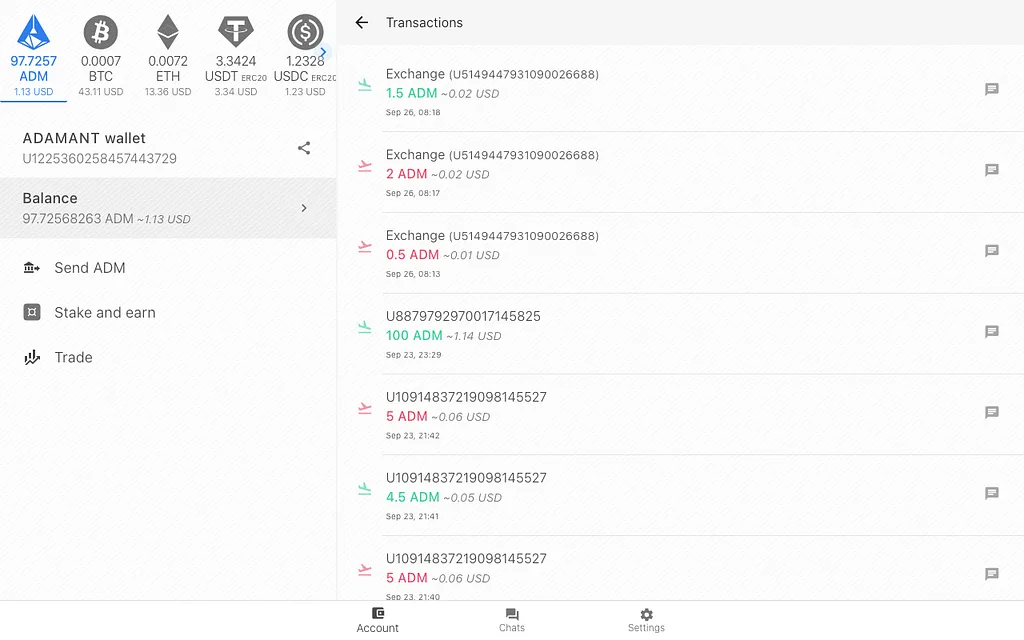 97.7257
ADM
1.13 USD
0.0007
BTC
43.11 USD
0.0072
ETH
13.36 USD
3.3424
USDT ERC20
3.34 USD
1.2328
USDC ERC20
1.23 USD
ADAMANT wallet
U1225360258457443729
Balance
97.72568263 ADM ~1.13 USD
Send ADM
Stake and earn
Trade
Transactions
Exchange (U5149447931090026688)
1.5 ADM ~0.02 USD
Sep 26, 08:18
Exchange (U5149447931090026688)
2 ADM ~0.02 USD
Sep 26, 08:17
Exchange (U5149447931090026688)
0.5 ADM ~0.01 USD
Sep 26, 08:13
U8879792970017145825
100 ADM ~1.14 USD
Sep 23, 23:29
U10914837219098145527
5 ADM ~0.06 USD
Sep 23, 21:42
U10914837219098145527
4.5 ADM ~0.05 USD
Sep 23, 21:41
U10914837219098145527
5 ADM ~0.06 USD
Sep 23, 21:40
Account
Chats
Settings